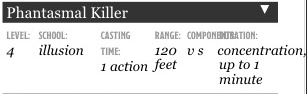 Phantasmal Killer ▼
LEVEL: SCHOOL: CASTING TIME: RANGE: COMPONENTS: DURATION:
4 illusion 1 action 120 feet v s concentration, up to 1 minute